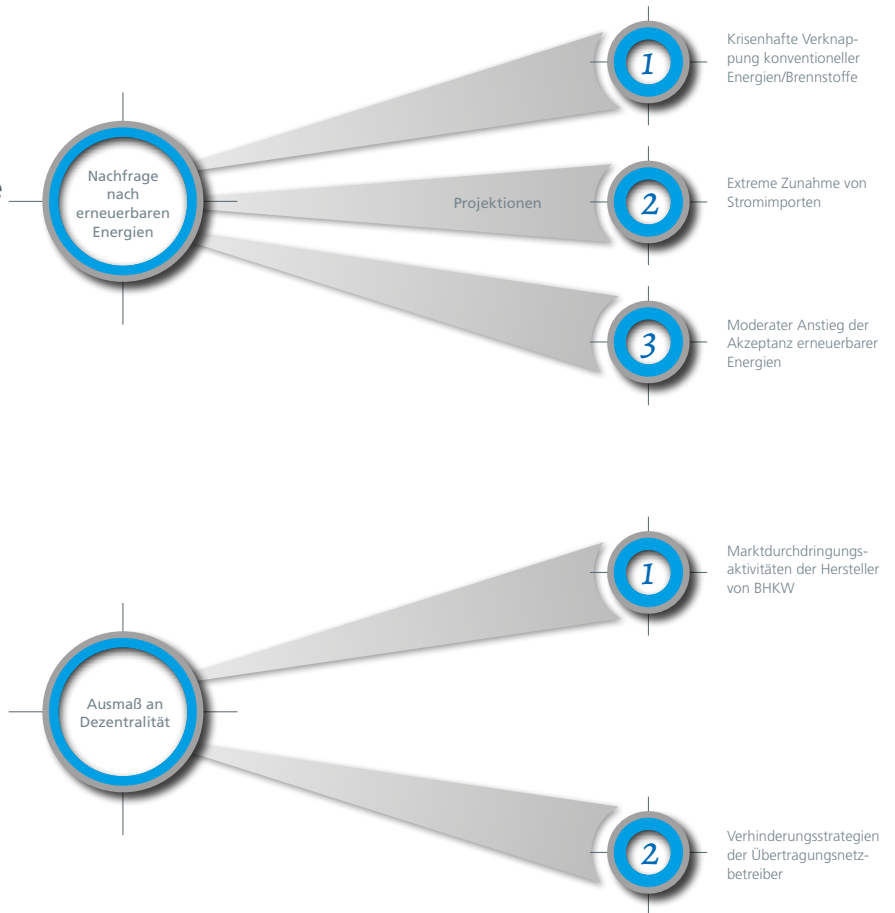 Nachfrage
nach
erneuerbaren
Energien
Projektionen
1
Krisenhafte Verknap-
pung konventioneller
Energien/Brennstoffe
2
Extreme Zunahme von
Stromimporten
3
Moderater Anstieg der
Akzeptanz erneuerbarer
Energien
Ausmaß an
Dezentralität
1
Marktdurchdringungs-
aktivitäten der Hersteller
von BHKW
2
Verhinderungsstrategien
der Übertragungsnetz-
betreiber